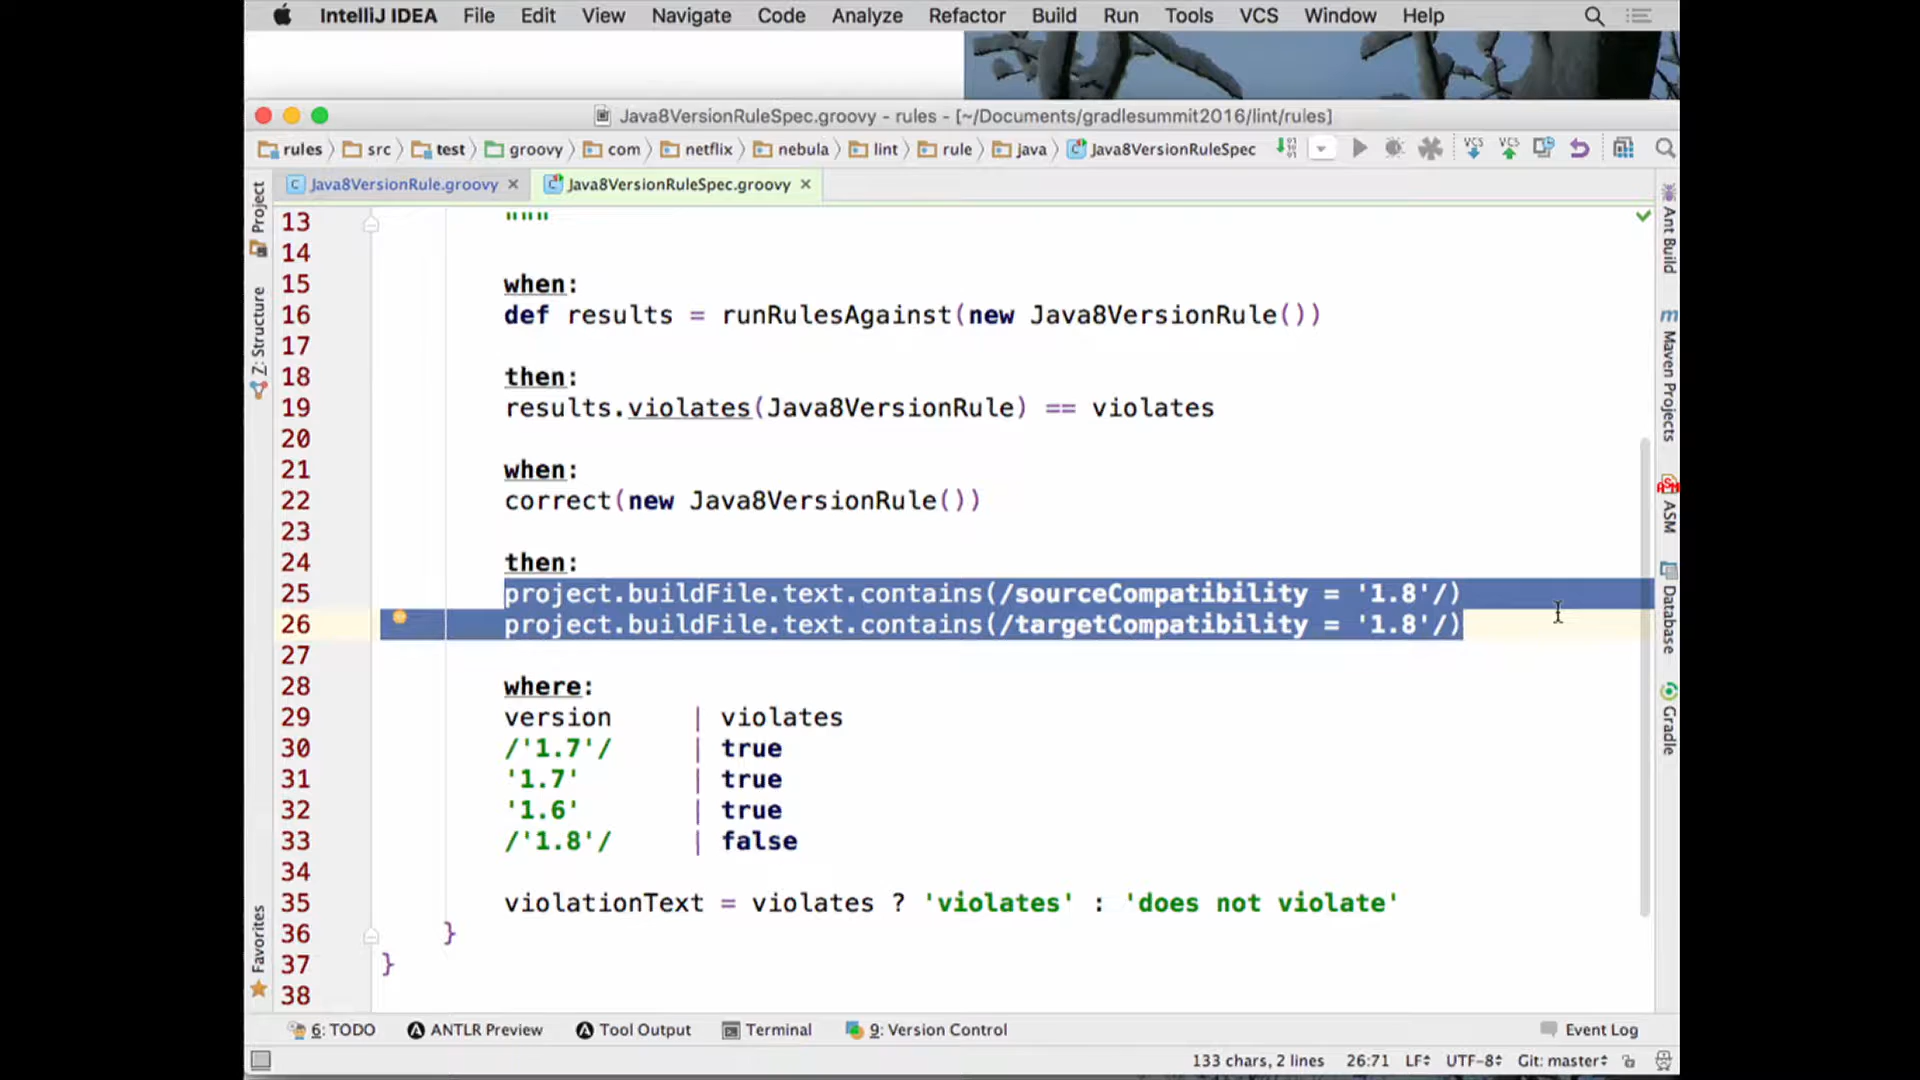 IntelliJ IDEA File Edit View Navigate Code Analyze Refactor Build Run Tools VCS Window Help
Java8VersionRuleSpec.groovy - rules - [~/Documents/gradlesummit2016/lint/rules]
rules src test groovy com netflix nebula lint rule java Java8VersionRuleSpec
Java8VersionRule.groovy Java8VersionRuleSpec.groovy
Project
Z: Structure
Favorites
13 """
14
15 when:
16 def results = runRulesAgainst(new Java8VersionRule())
17
18 then:
19 results.violates(Java8VersionRule) == violates
20
21 when:
22 correct(new Java8VersionRule())
23
24 then:
25 project.buildFile.text.contains(/sourceCompatibility = '1.8'/)
26 project.buildFile.text.contains(/targetCompatibility = '1.8'/)
27
28 where:
29 version | violates
30 /'1.7'/ | true
31 '1.7' | true
32 '1.6' | true
33 /'1.8'/ | false
34
35 violationText = violates ? 'violates' : 'does not violate'
36 }
37 }
38
Ant Build
Maven Projects
ASM
Database
Gradle
6: TODO ANTLR Preview Tool Output Terminal 9: Version Control Event Log
133 chars, 2 lines 26:71 LF UTF-8 Git: master